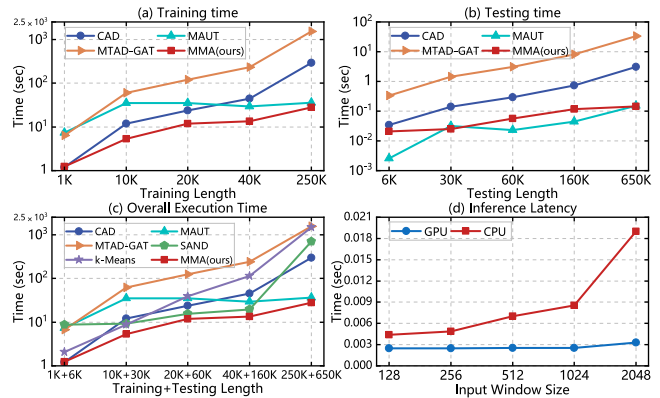 (a) Training time
2.5×10³
10³
10²
10¹
1
Time (sec)
CAD
MAUT
MTAD-GAT
MMA(ours)
1K 10K 20K 40K 250K
Training Length
(b) Testing time
10²
10¹
1
10⁻¹
10⁻²
10⁻³
Time (sec)
CAD
MAUT
MTAD-GAT
MMA(ours)
6K 30K 60K 160K 650K
Testing Length
(c) Overall Execution Time
2.5×10³
10³
10²
10¹
1
Time (sec)
CAD
MAUT
MTAD-GAT
SAND
k-Means
MMA(ours)
1K+6K 10K+30K 20K+60K 40K+160K 250K+650K
Training+Testing Length
(d) Inference Latency
0.021
0.018
0.015
0.012
0.009
0.006
0.003
0.000
Time (sec)
GPU
CPU
128 256 512 1024 2048
Input Window Size